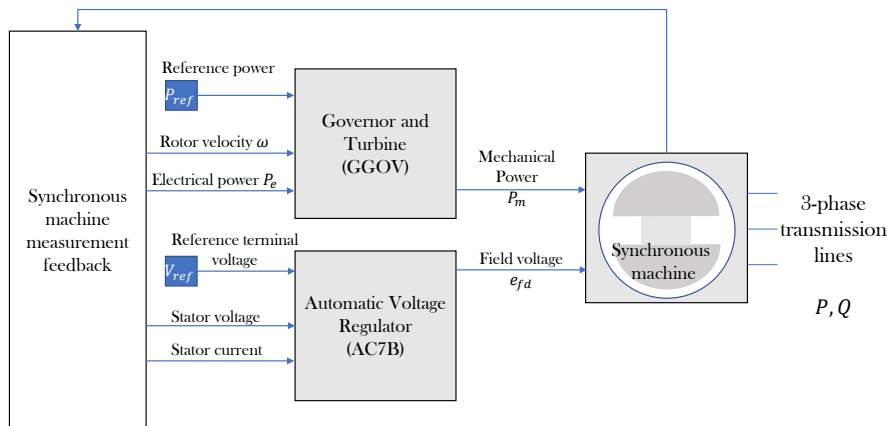 Synchronous
machine
measurement
feedback
Reference power
P_ref
Rotor velocity ω
Electrical power P_e
Governor and
Turbine
(GGOV)
Mechanical
Power
P_m
Reference terminal
voltage
V_ref
Stator voltage
Stator current
Automatic Voltage
Regulator
(AC7B)
Field voltage
e_fd
Synchronous
machine
3-phase
transmission
lines
P, Q